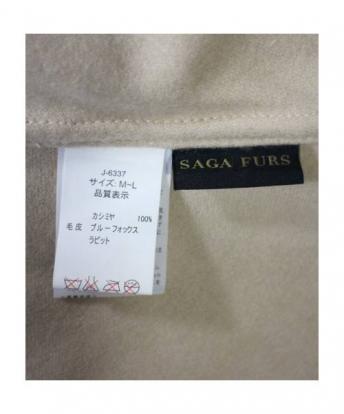 J-6337
サイズ: M~L
品質表示
カシミヤ 100%
毛皮 ブルーフォックス
ラビット
SAGA FURS